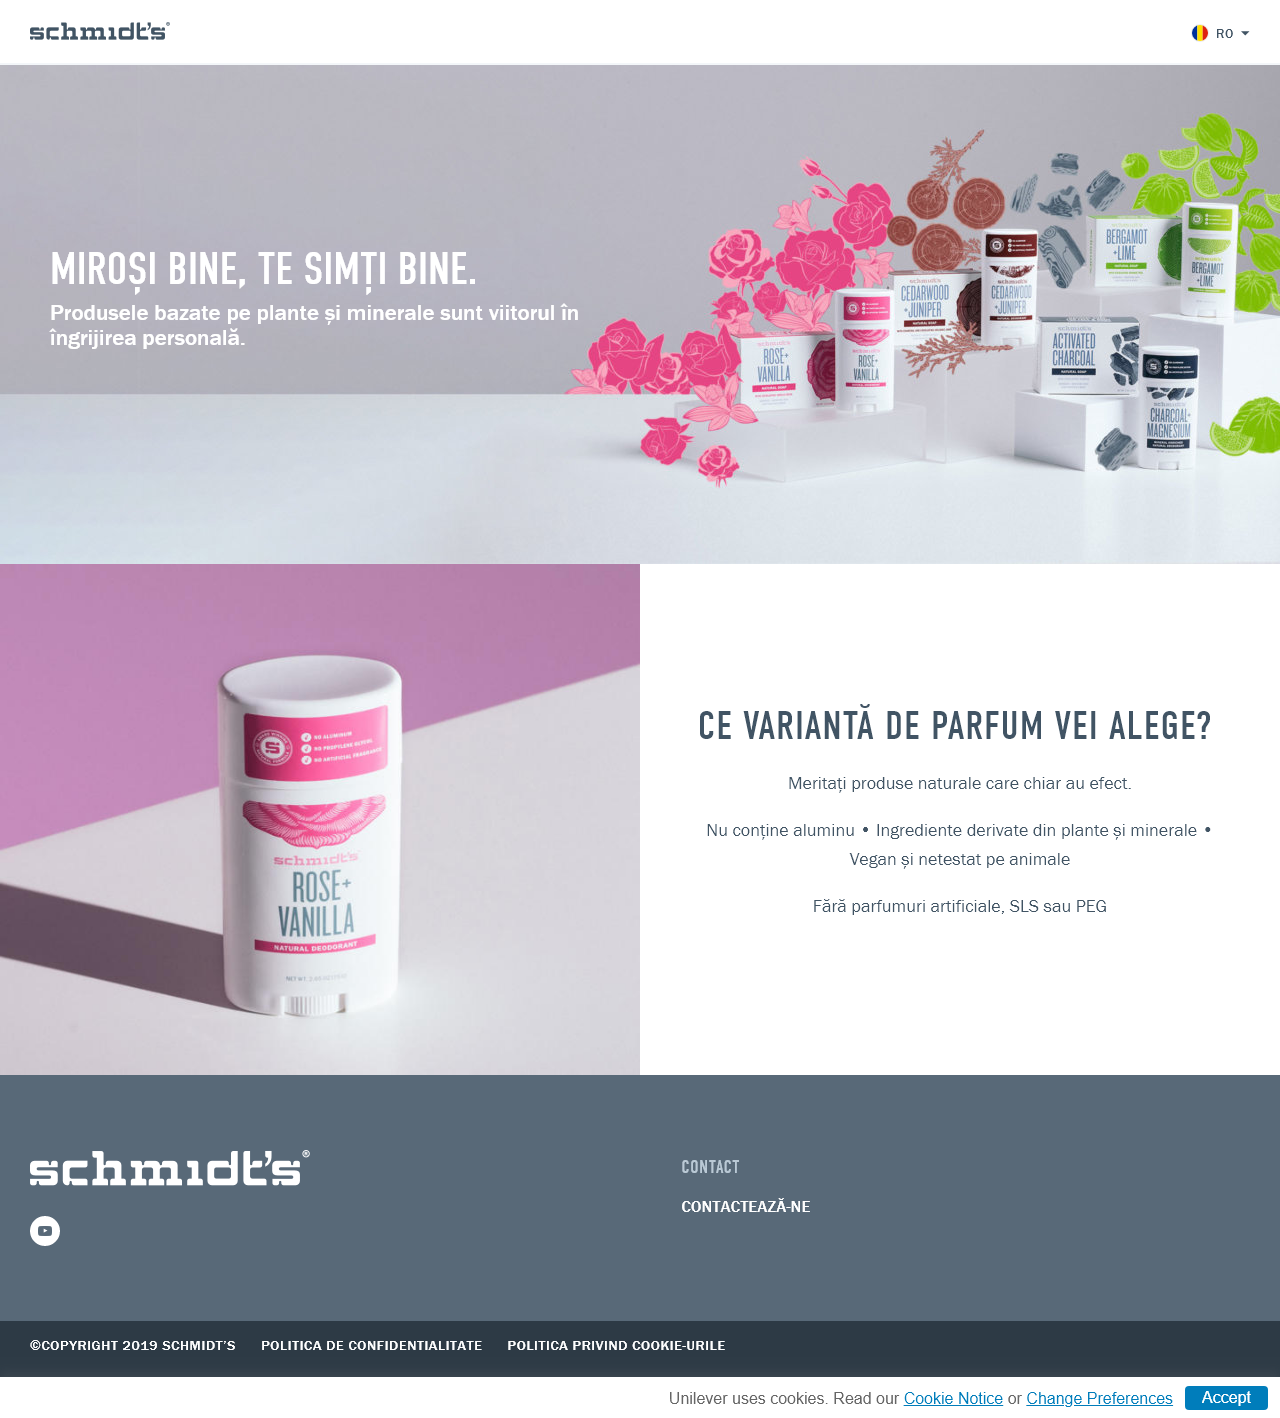 schmidt's®
RO
MIROȘI BINE, TE SIMȚI BINE.
Produsele bazate pe plante și minerale sunt viitorul în
îngrijirea personală.
BERGAMOT
+LIME
NATURAL SOAP
BERGAMOT
+LIME
CEDARWOOD
+JUNIPER
NATURAL SOAP
schmidt's
CEDARWOOD
+JUNIPER
schmidt's
ACTIVATED
CHARCOAL
NATURAL SOAP
schmidt's
ROSE+
VANILLA
NATURAL SOAP
schmidt's
ROSE+
VANILLA
schmidt's
CHARCOAL+
MAGNESIUM
NO ALUMINUM
NO PROPYLENE GLYCOL
NO ARTIFICIAL FRAGRANCE
schmidt's
ROSE+
VANILLA
NATURAL DEODORANT
CE VARIANTĂ DE PARFUM VEI ALEGE?
Meritați produse naturale care chiar au efect.
Nu conține aluminu • Ingrediente derivate din plante și minerale •
Vegan și netestat pe animale
Fără parfumuri artificiale, SLS sau PEG
schmidt's®
CONTACT
CONTACTEAZĂ-NE
©COPYRIGHT 2019 SCHMIDT’S POLITICA DE CONFIDENTIALITATE POLITICA PRIVIND COOKIE-URILE
Unilever uses cookies. Read our Cookie Notice or Change Preferences Accept